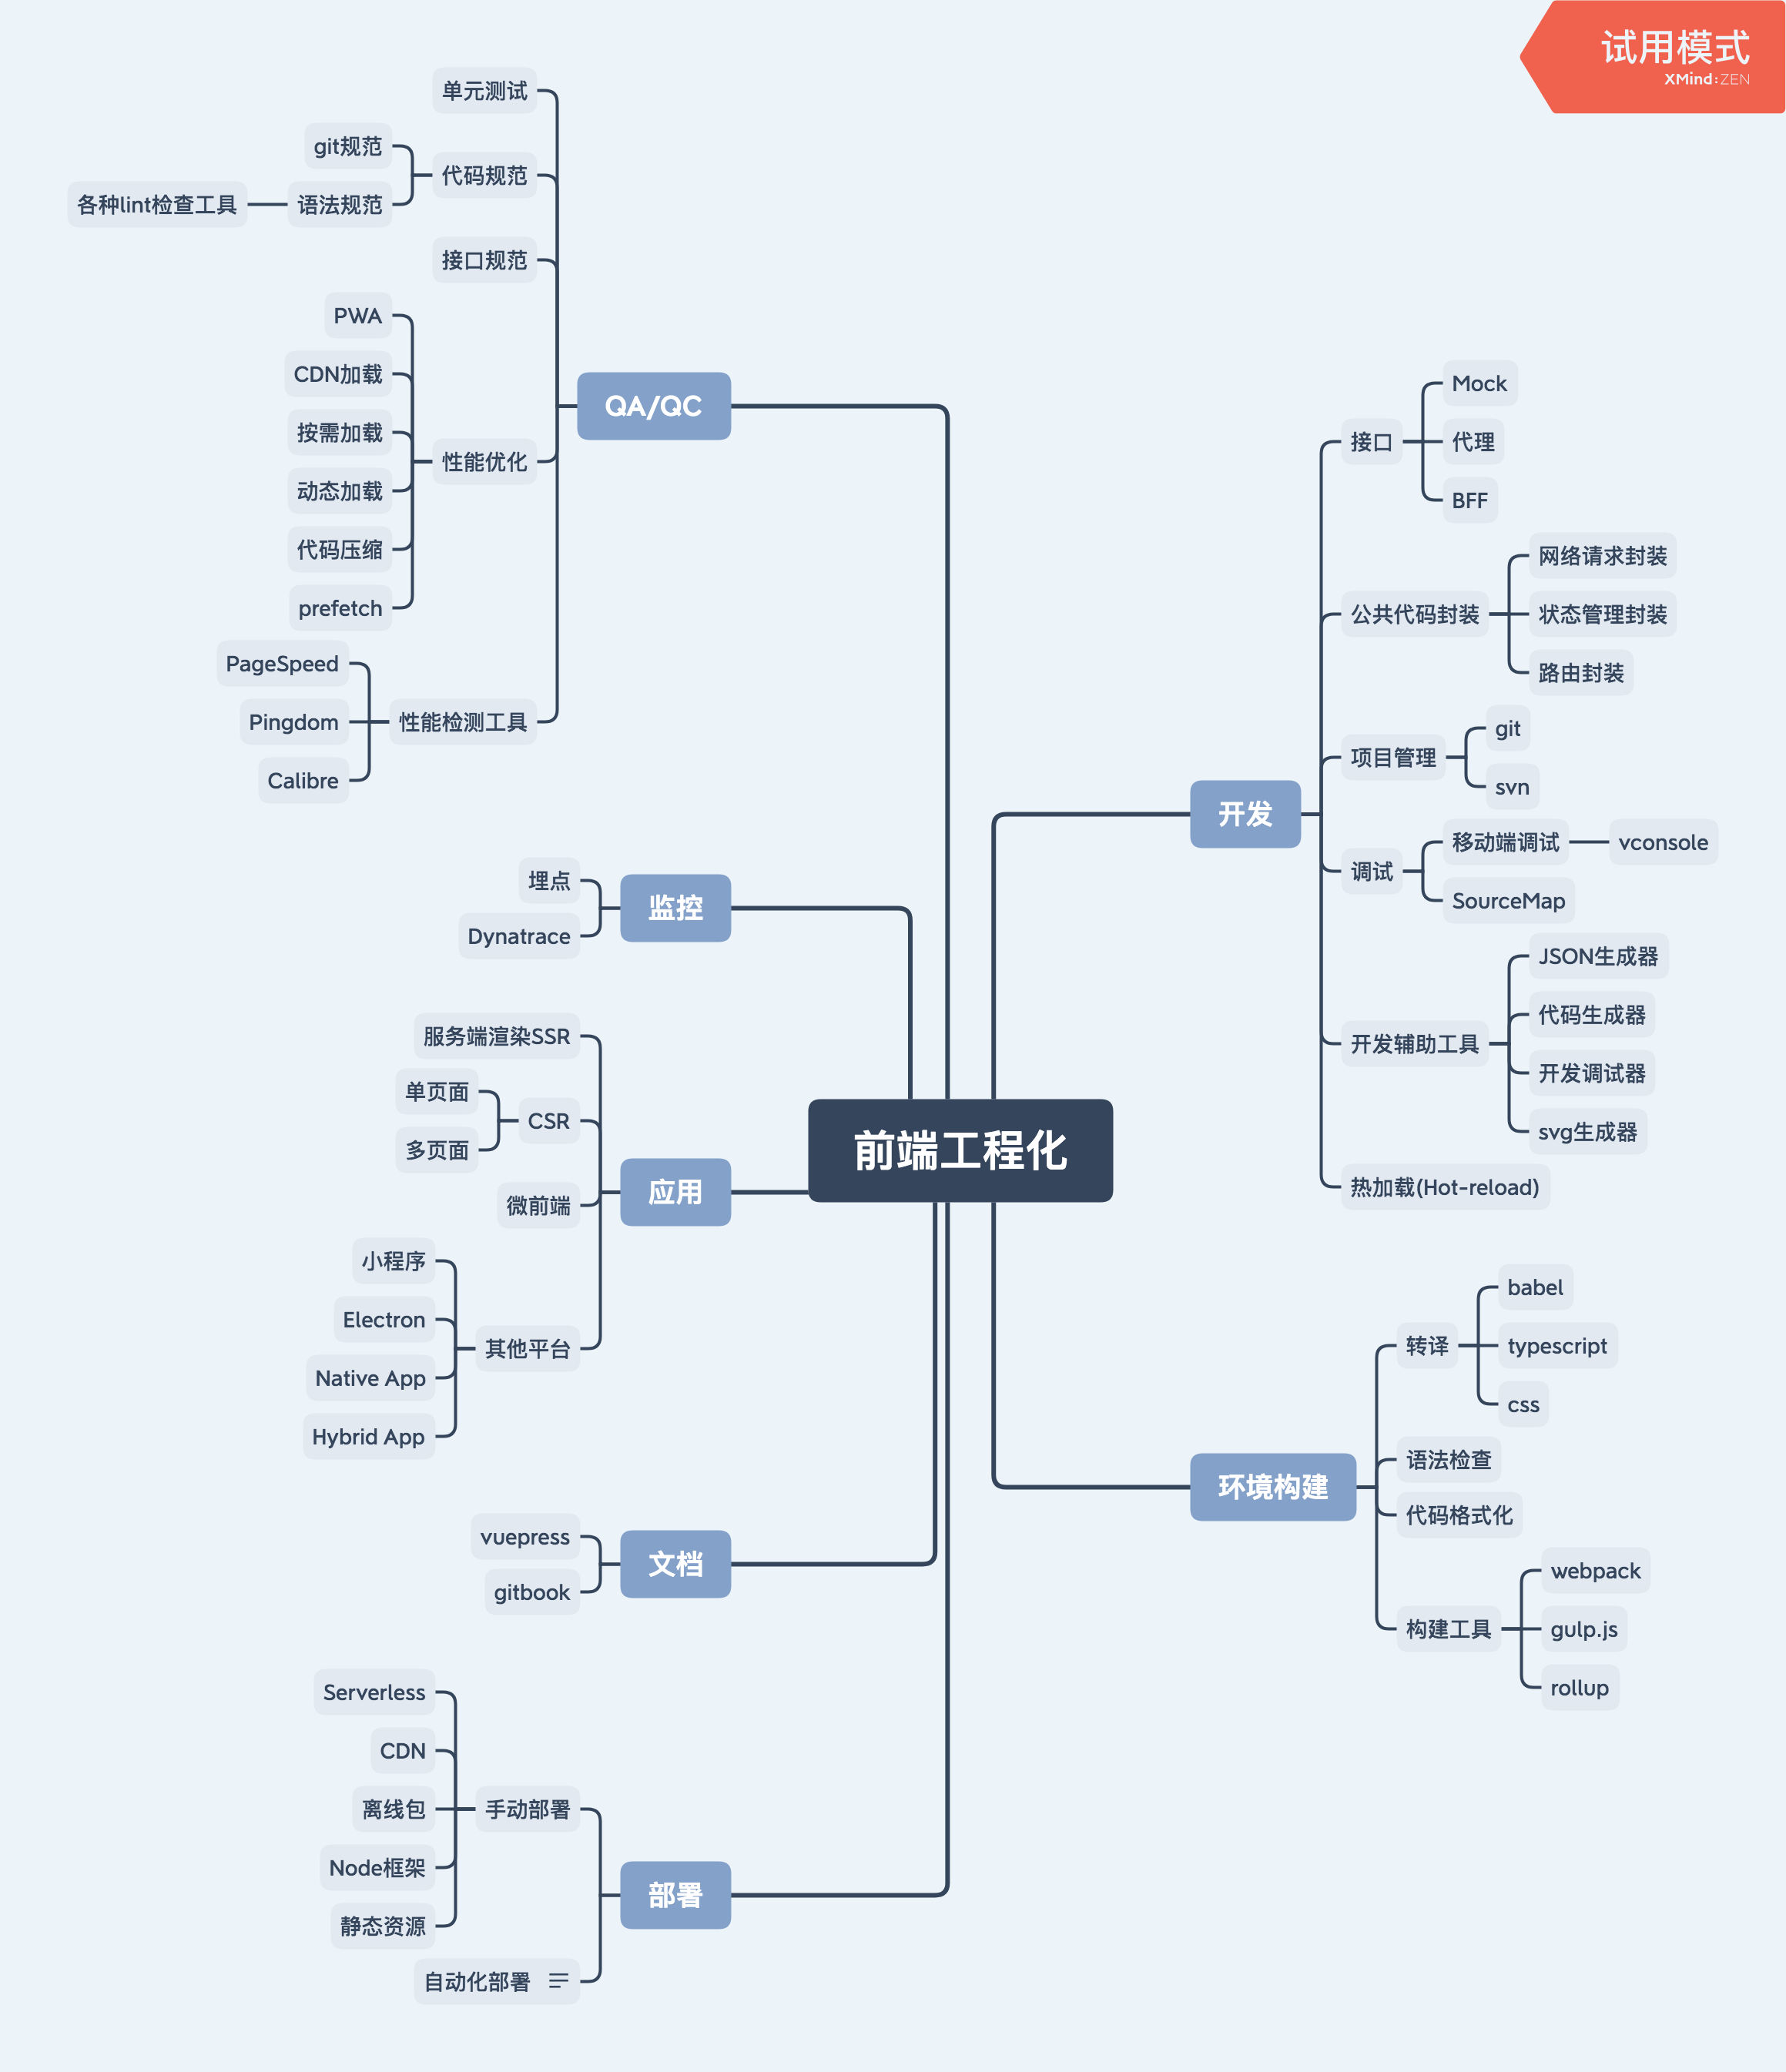 试用模式
XMind:ZEN
前端工程化
开发
接口
Mock
代理
BFF
公共代码封装
网络请求封装
状态管理封装
路由封装
项目管理
git
svn
调试
移动端调试
vconsole
SourceMap
开发辅助工具
JSON生成器
代码生成器
开发调试器
svg生成器
热加载(Hot-reload)
环境构建
转译
babel
typescript
css
语法检查
代码格式化
构建工具
webpack
gulp.js
rollup
QA/QC
单元测试
代码规范
git规范
语法规范
各种lint检查工具
接口规范
性能优化
PWA
CDN加载
按需加载
动态加载
代码压缩
prefetch
性能检测工具
PageSpeed
Pingdom
Calibre
监控
埋点
Dynatrace
应用
服务端渲染SSR
CSR
单页面
多页面
微前端
其他平台
小程序
Electron
Native App
Hybrid App
文档
vuepress
gitbook
部署
手动部署
Serverless
CDN
离线包
Node框架
静态资源
自动化部署